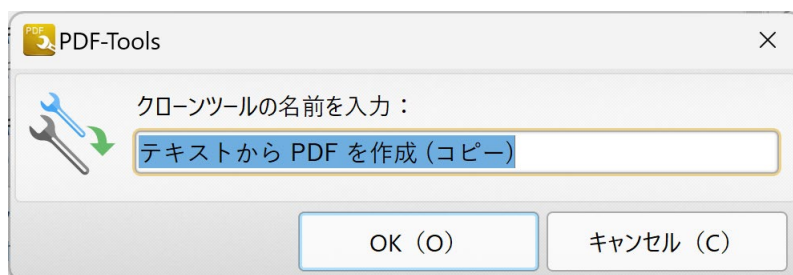 PDF
PDF-Tools
クローンツールの名前を入力：
テキストから PDF を作成 (コピー)
OK（O）
キャンセル（C）